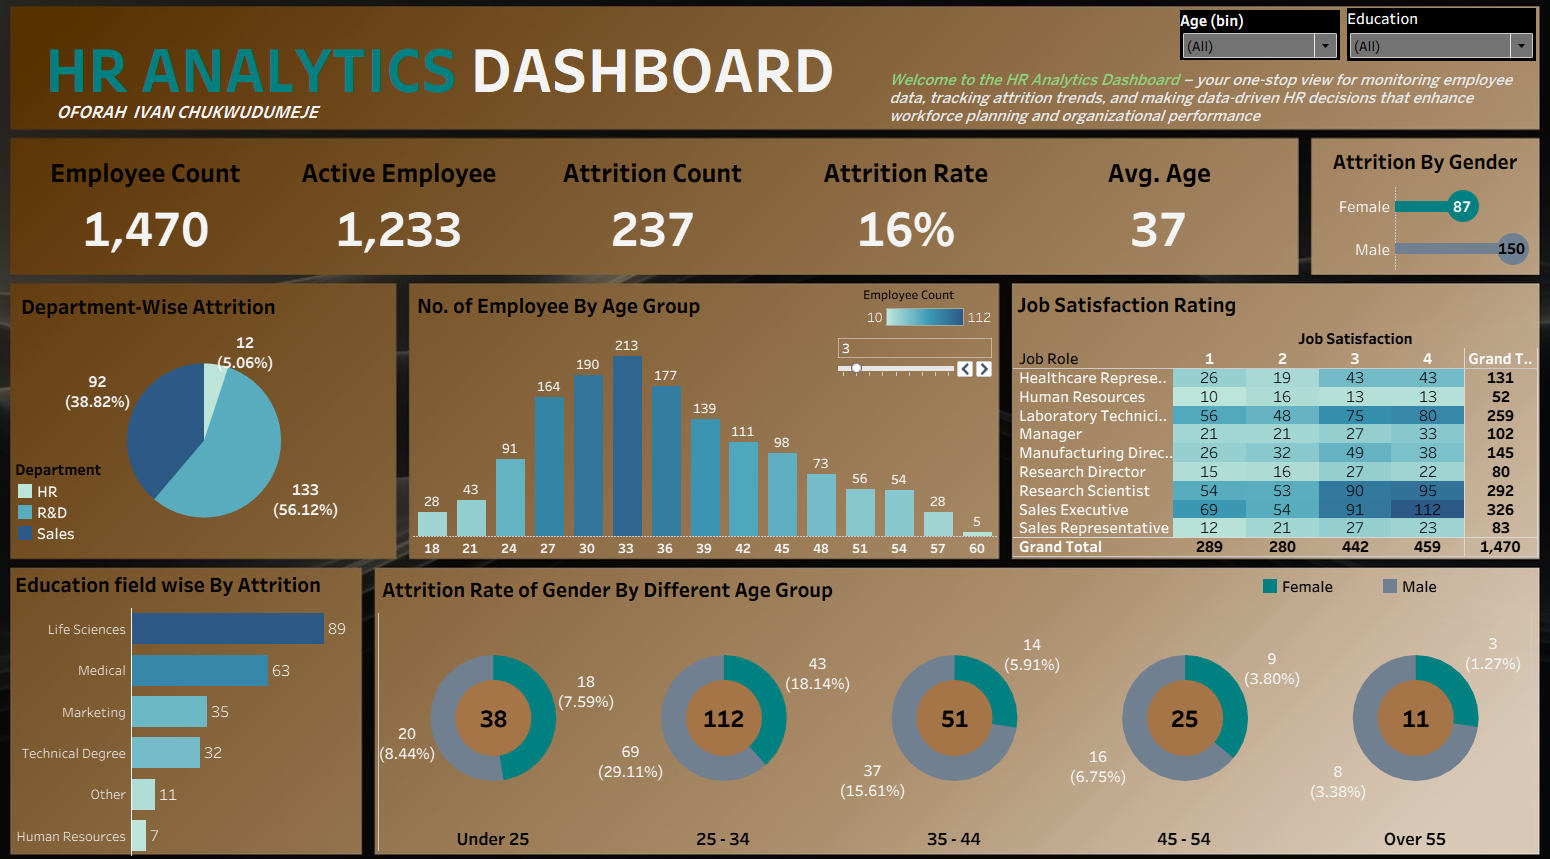 HR ANALYTICS DASHBOARD
OFORAH  IVAN CHUKWUDUMEJE
Age (bin)
(All)
Education
(All)
Welcome to the HR Analytics Dashboard – your one-stop view for monitoring employee
data, tracking attrition trends, and making data-driven HR decisions that enhance
workforce planning and organizational performance
Employee Count
1,470
Active Employee
1,233
Attrition Count
237
Attrition Rate
16%
Avg. Age
37
Attrition By Gender
Female 87
Male 150
Department-Wise Attrition
12
(5.06%)
92
(38.82%)
133
(56.12%)
Department
HR
R&D
Sales
No. of Employee By Age Group
Employee Count
10 112
3
28 43 91 164 190 213 177 139 111 98 73 56 54 28 5
18 21 24 27 30 33 36 39 42 45 48 51 54 57 60
Job Satisfaction Rating
Job Satisfaction
Job Role 1 2 3 4 Grand T..
Healthcare Represe.. 26 19 43 43 131
Human Resources 10 16 13 13 52
Laboratory Technici.. 56 48 75 80 259
Manager 21 21 27 33 102
Manufacturing Direc.. 26 32 49 38 145
Research Director 15 16 27 22 80
Research Scientist 54 53 90 95 292
Sales Executive 69 54 91 112 326
Sales Representative 12 21 27 23 83
Grand Total 289 280 442 459 1,470
Education field wise By Attrition
Life Sciences 89
Medical 63
Marketing 35
Technical Degree 32
Other 11
Human Resources 7
Attrition Rate of Gender By Different Age Group
Female
Male
18
(7.59%)
38
20
(8.44%)
Under 25
43
(18.14%)
112
69
(29.11%)
25 - 34
14
(5.91%)
51
37
(15.61%)
35 - 44
9
(3.80%)
25
16
(6.75%)
45 - 54
3
(1.27%)
11
8
(3.38%)
Over 55